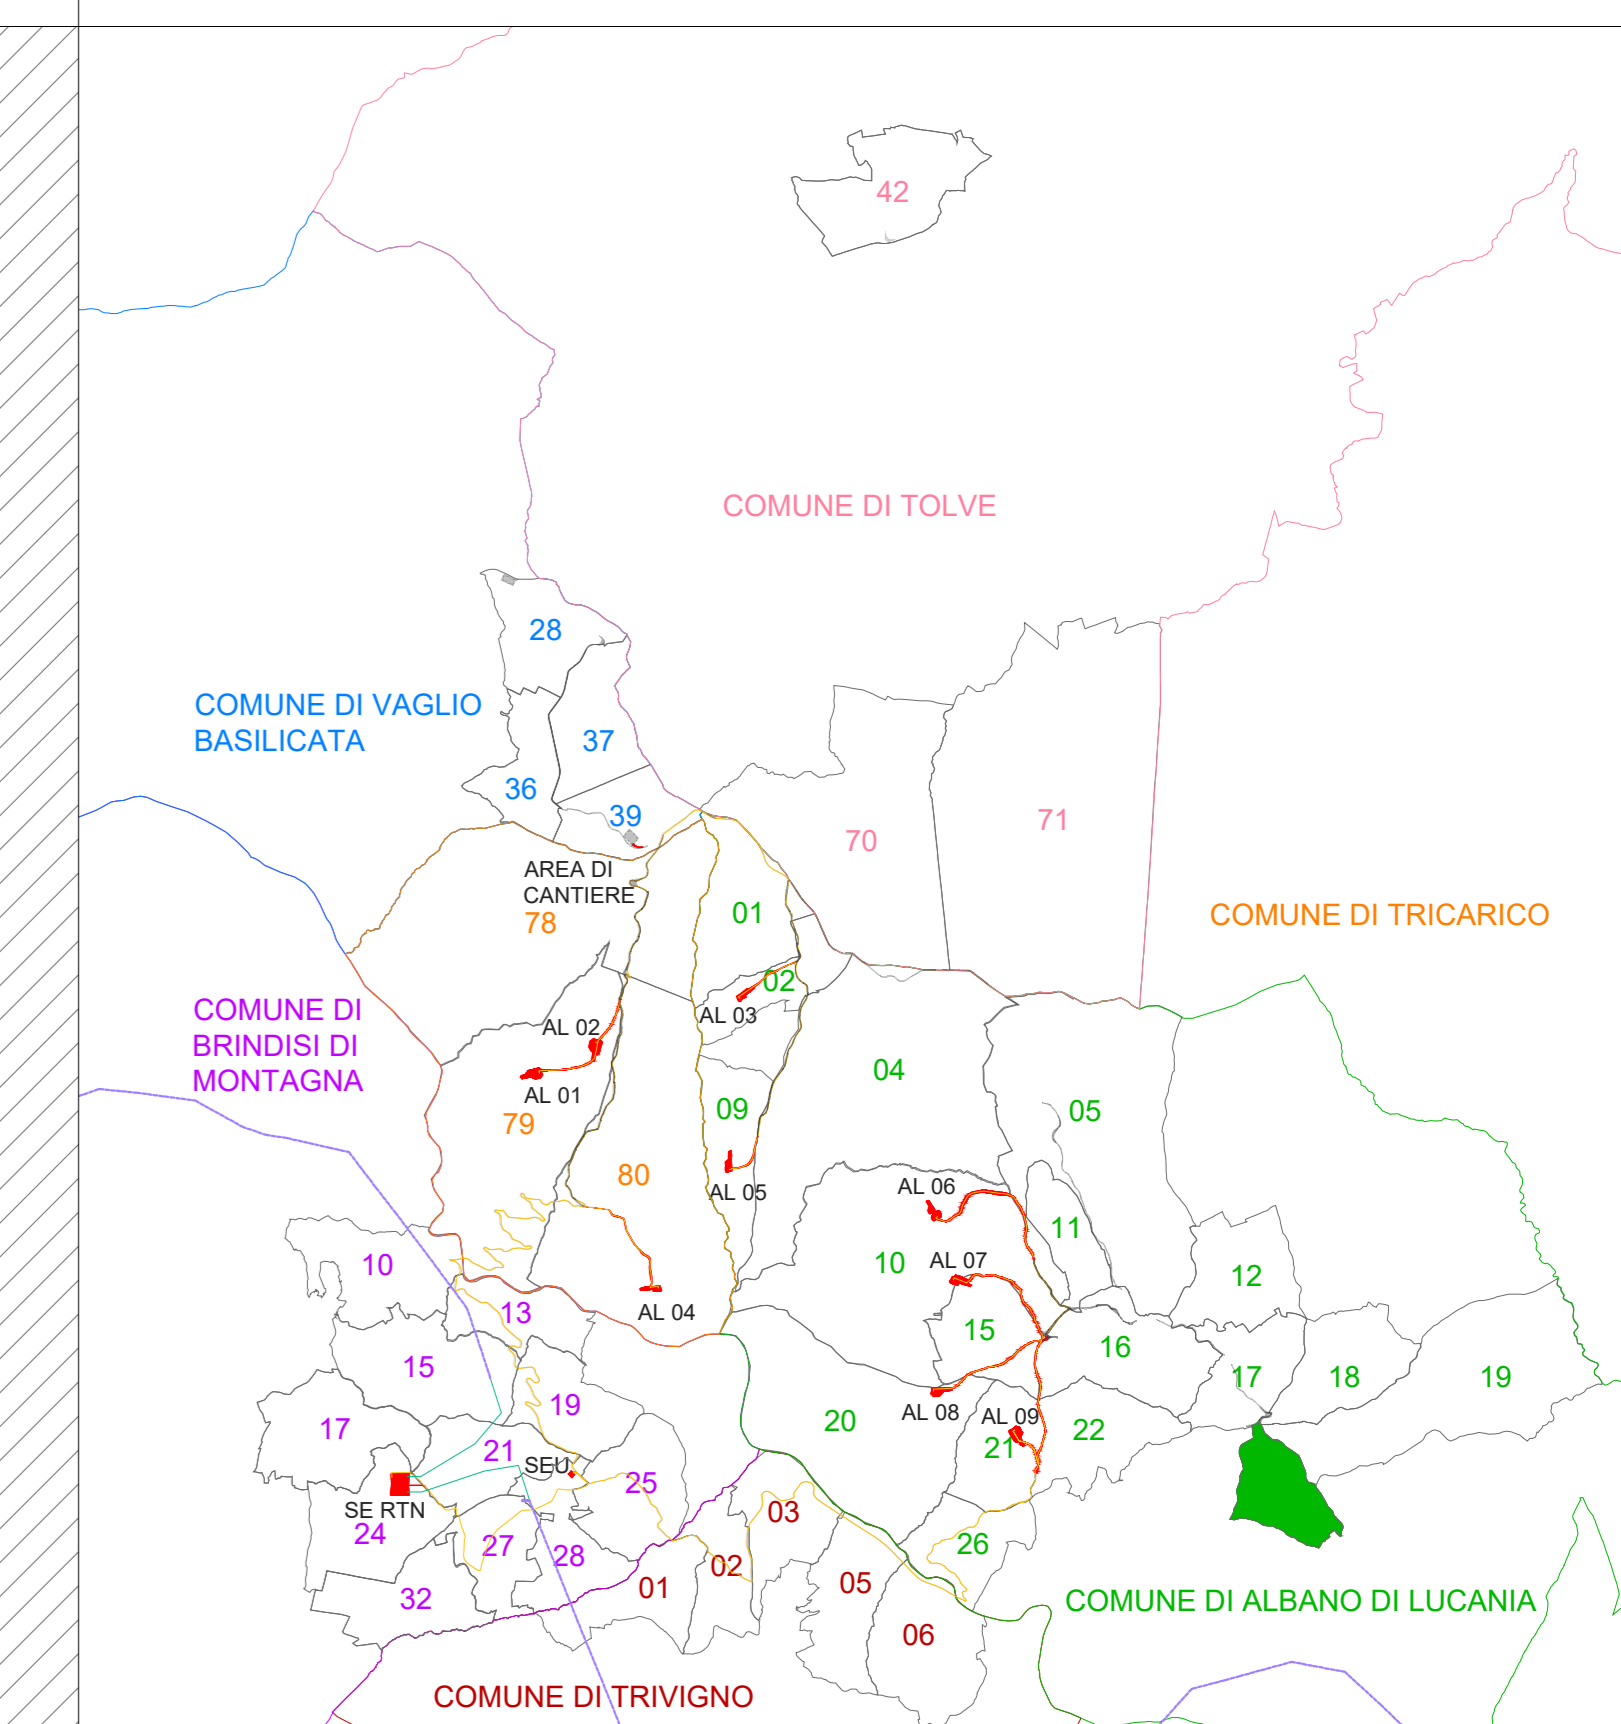 42
COMUNE DI TOLVE
28
COMUNE DI VAGLIO
BASILICATA
37
36
39
70
71
AREA DI
CANTIERE
78
01
COMUNE DI TRICARICO
02
AL 03
COMUNE DI
BRINDISI DI
MONTAGNA
AL 02
AL 01
79
04
05
09
80
AL 05
AL 06
11
10
10
AL 07
12
13
AL 04
15
16
15
17
18
19
19
17
20
AL 08
AL 09
21
22
21
SEU
25
SE RTN
24
03
27
28
26
02
01
05
32
06
COMUNE DI ALBANO DI LUCANIA
COMUNE DI TRIVIGNO